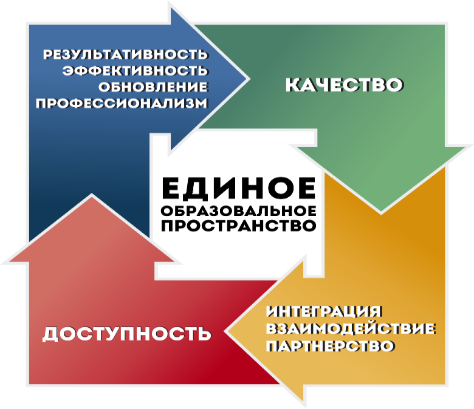 РЕЗУЛЬТАТИВНОСТЬ
ЭФФЕКТИВНОСТЬ
ОБНОВЛЕНИЕ
ПРОФЕССИОНАЛИЗМ
КАЧЕСТВО
ЕДИНОЕ
ОБРАЗОВАЛЬНОЕ
ПРОСТРАНСТВО
ДОСТУПНОСТЬ
ИНТЕГРАЦИЯ
ВЗАИМОДЕЙСТВИЕ
ПАРТНЕРСТВО